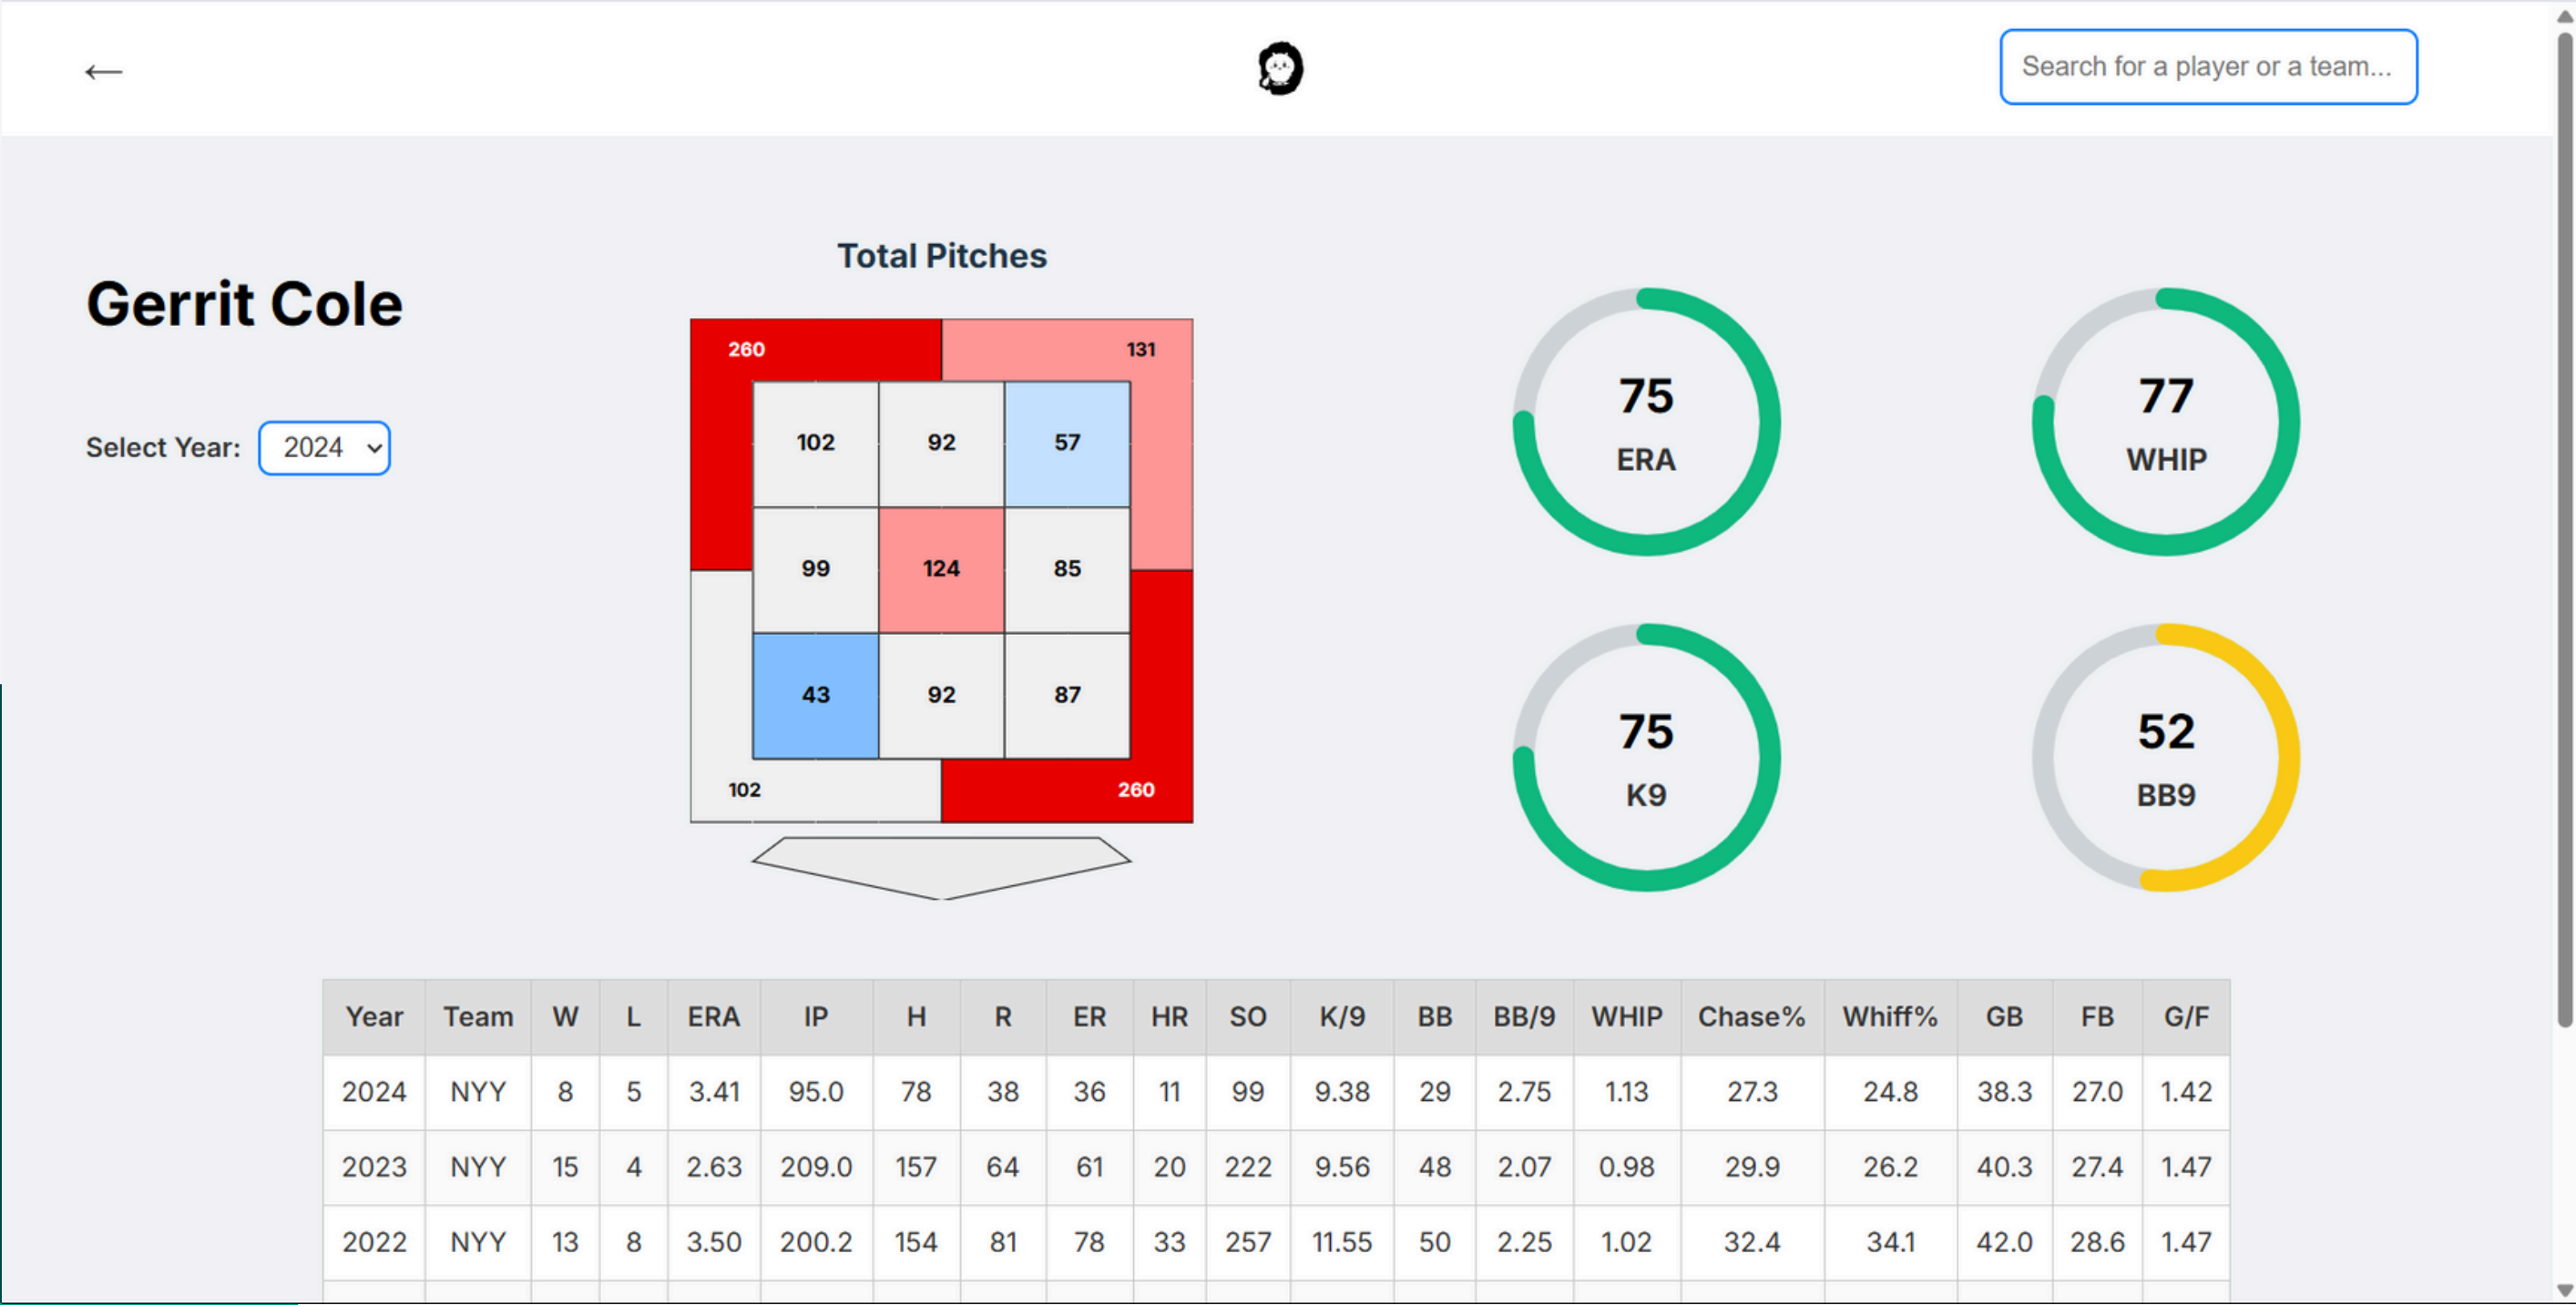 Search for a player or a team...
Gerrit Cole
Select Year: 2024
Total Pitches
260 131
102 92 57
99 124 85
43 92 87
102 260
75
ERA
77
WHIP
75
K9
52
BB9
Year Team W L ERA IP H R ER HR SO K/9 BB BB/9 WHIP Chase% Whiff% GB FB G/F
2024 NYY 8 5 3.41 95.0 78 38 36 11 99 9.38 29 2.75 1.13 27.3 24.8 38.3 27.0 1.42
2023 NYY 15 4 2.63 209.0 157 64 61 20 222 9.56 48 2.07 0.98 29.9 26.2 40.3 27.4 1.47
2022 NYY 13 8 3.50 200.2 154 81 78 33 257 11.55 50 2.25 1.02 32.4 34.1 42.0 28.6 1.47